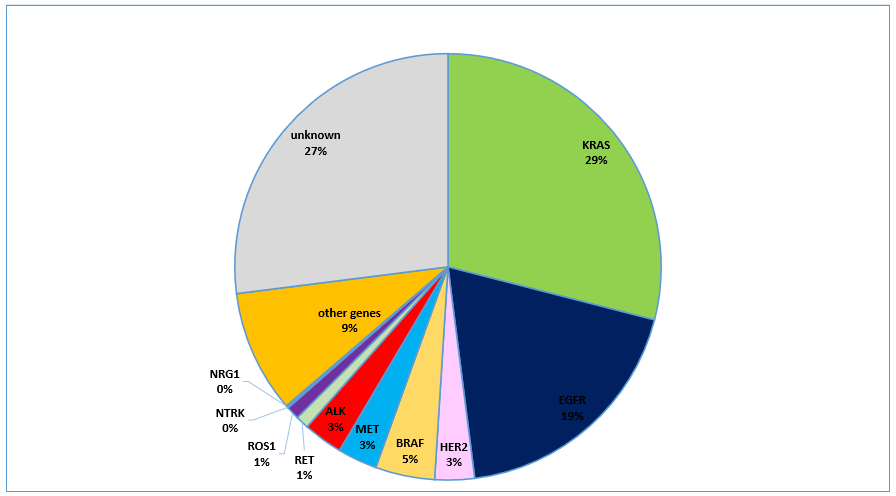 unknown
27%
KRAS
29%
other genes
9%
NRG1
0%
NTRK
0%
ROS1
1%
RET
1%
ALK
3%
MET
3%
BRAF
5%
HER2
3%
EGFR
19%